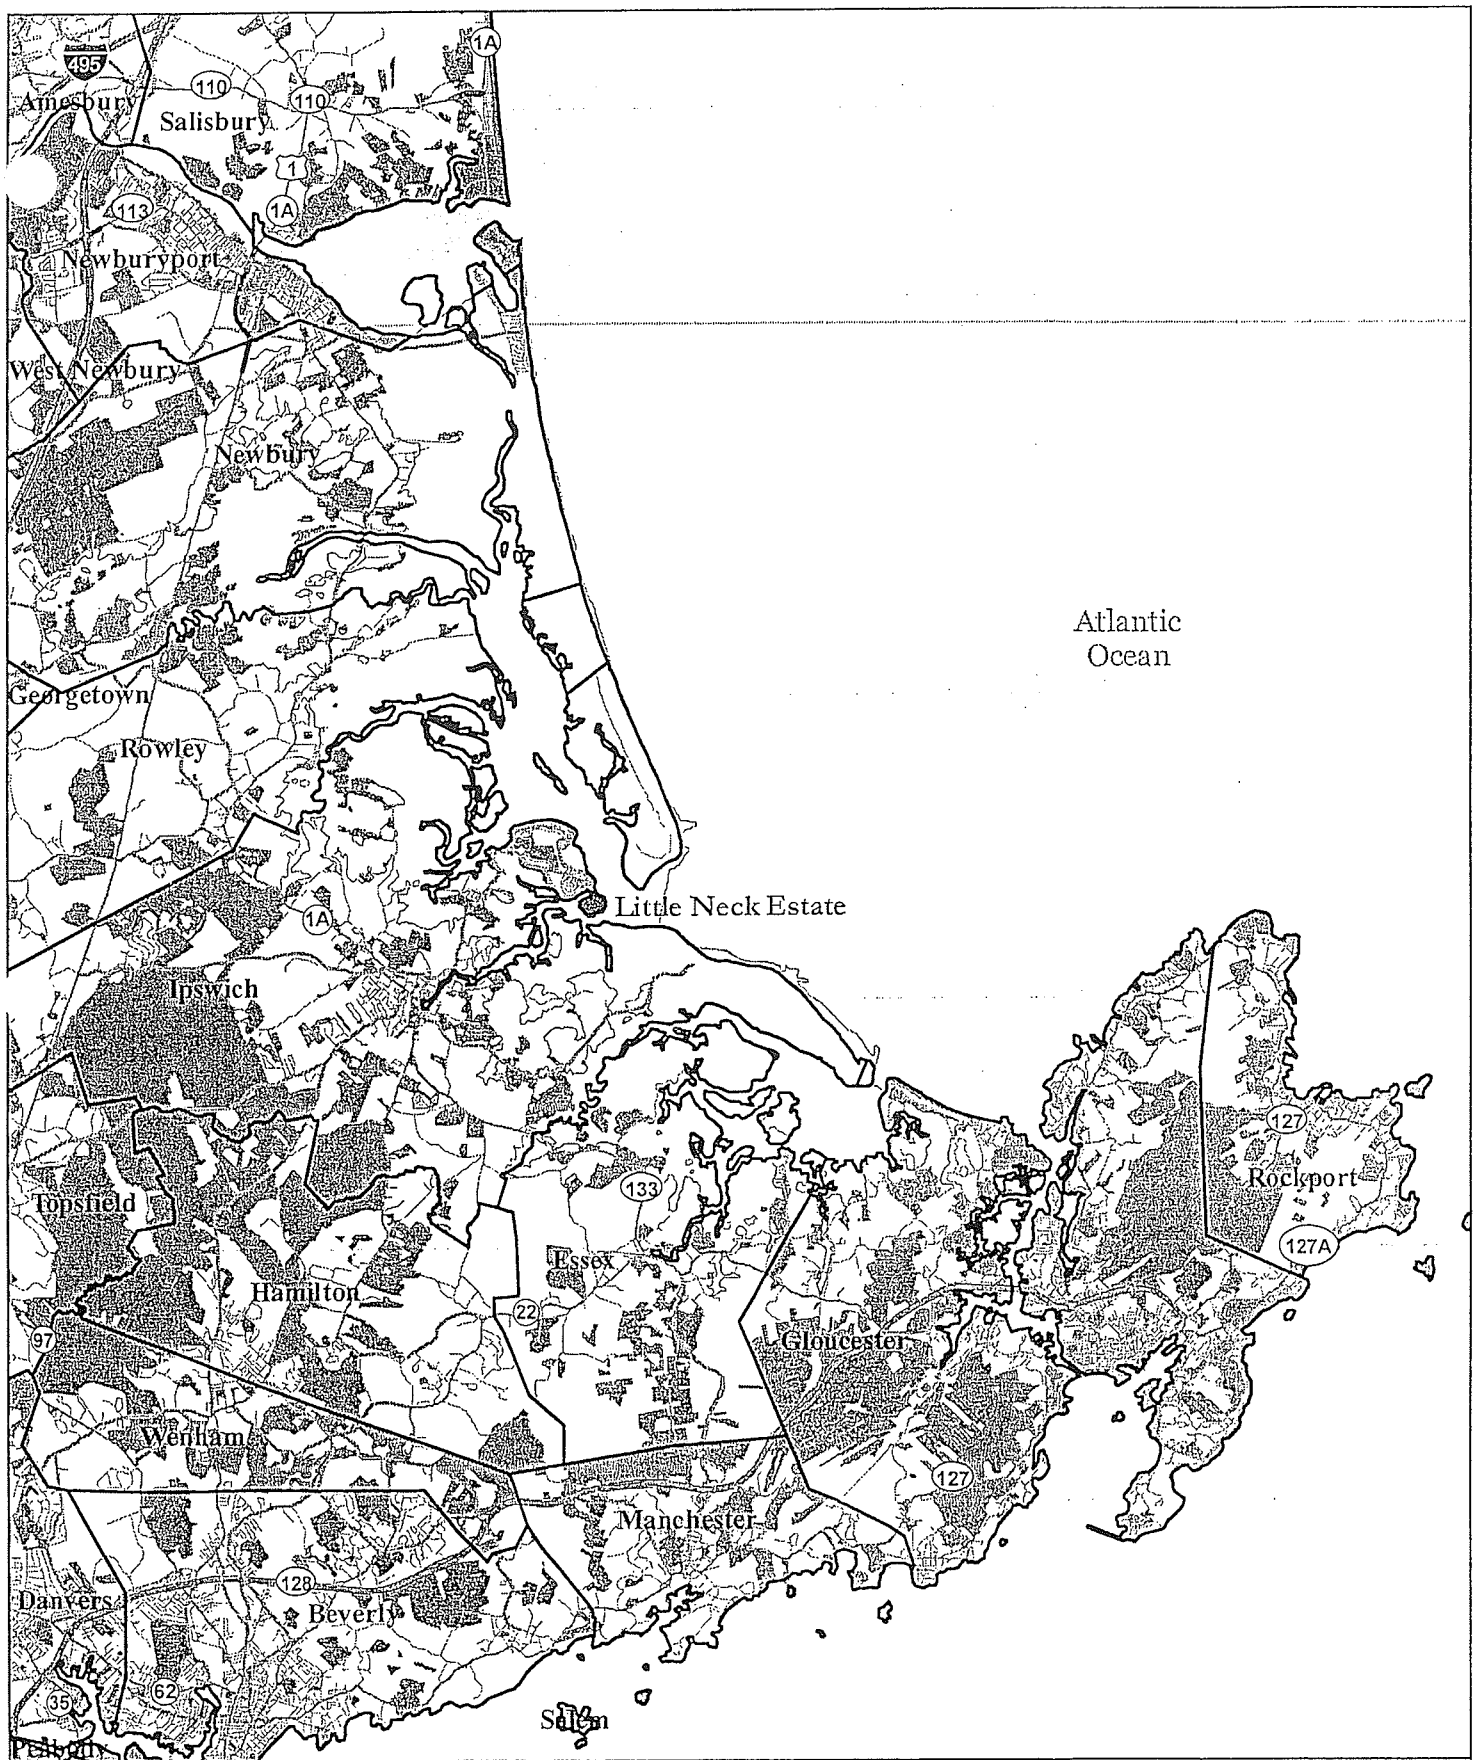 1A
495
110
110
Amesbury
Salisbury
1
113
1A
Newburyport
West Newbury
Newbury
Atlantic
Ocean
Georgetown
Rowley
Little Neck Estate
1A
Ipswich
127
Rockport
133
Topsfield
127A
Essex
Hamilton
22
97
Gloucester
Wenham
127
Manchester
128
Danvers
Beverly
62
35
Salem
Peabody